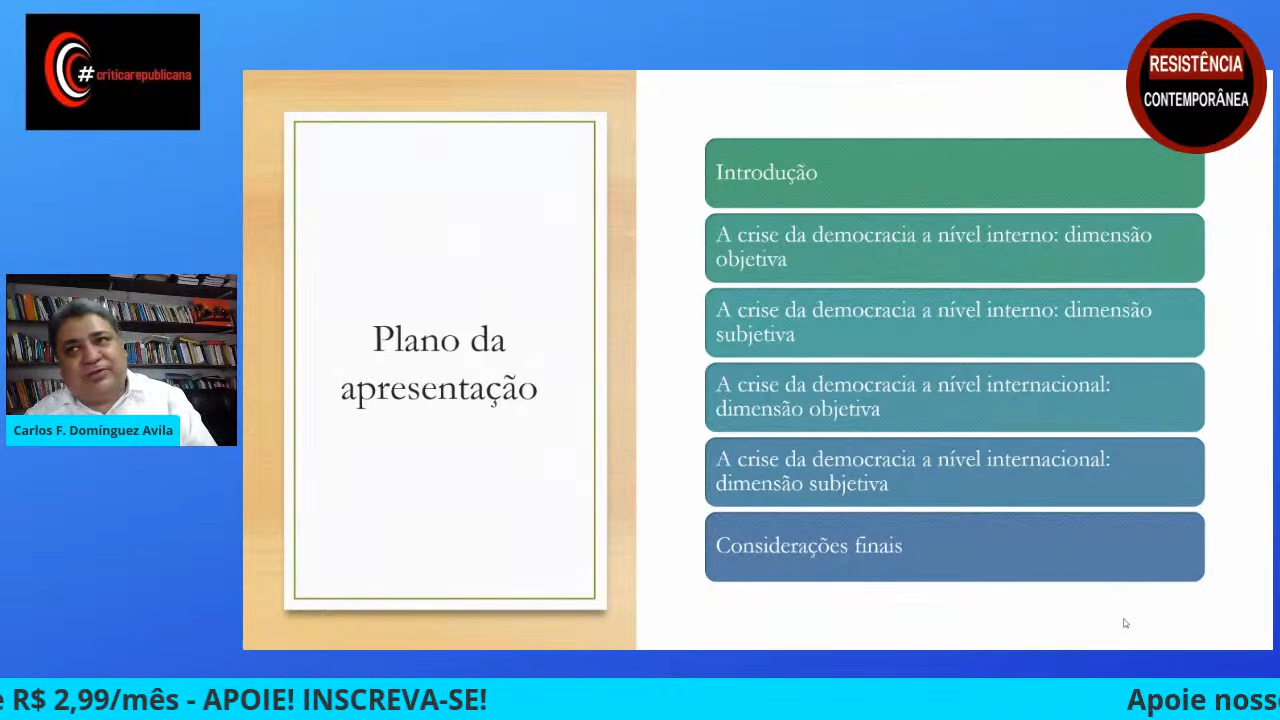 #criticarepublicana
RESISTÊNCIA
CONTEMPORÂNEA
Plano da
apresentação
Introdução
A crise da democracia a nível interno: dimensão
objetiva
A crise da democracia a nível interno: dimensão
subjetiva
A crise da democracia a nível internacional:
dimensão objetiva
A crise da democracia a nível internacional:
dimensão subjetiva
Considerações finais
Carlos F. Domínguez Avila
e R$ 2,99/mês - APOIE! INSCREVA-SE!
Apoie nosso